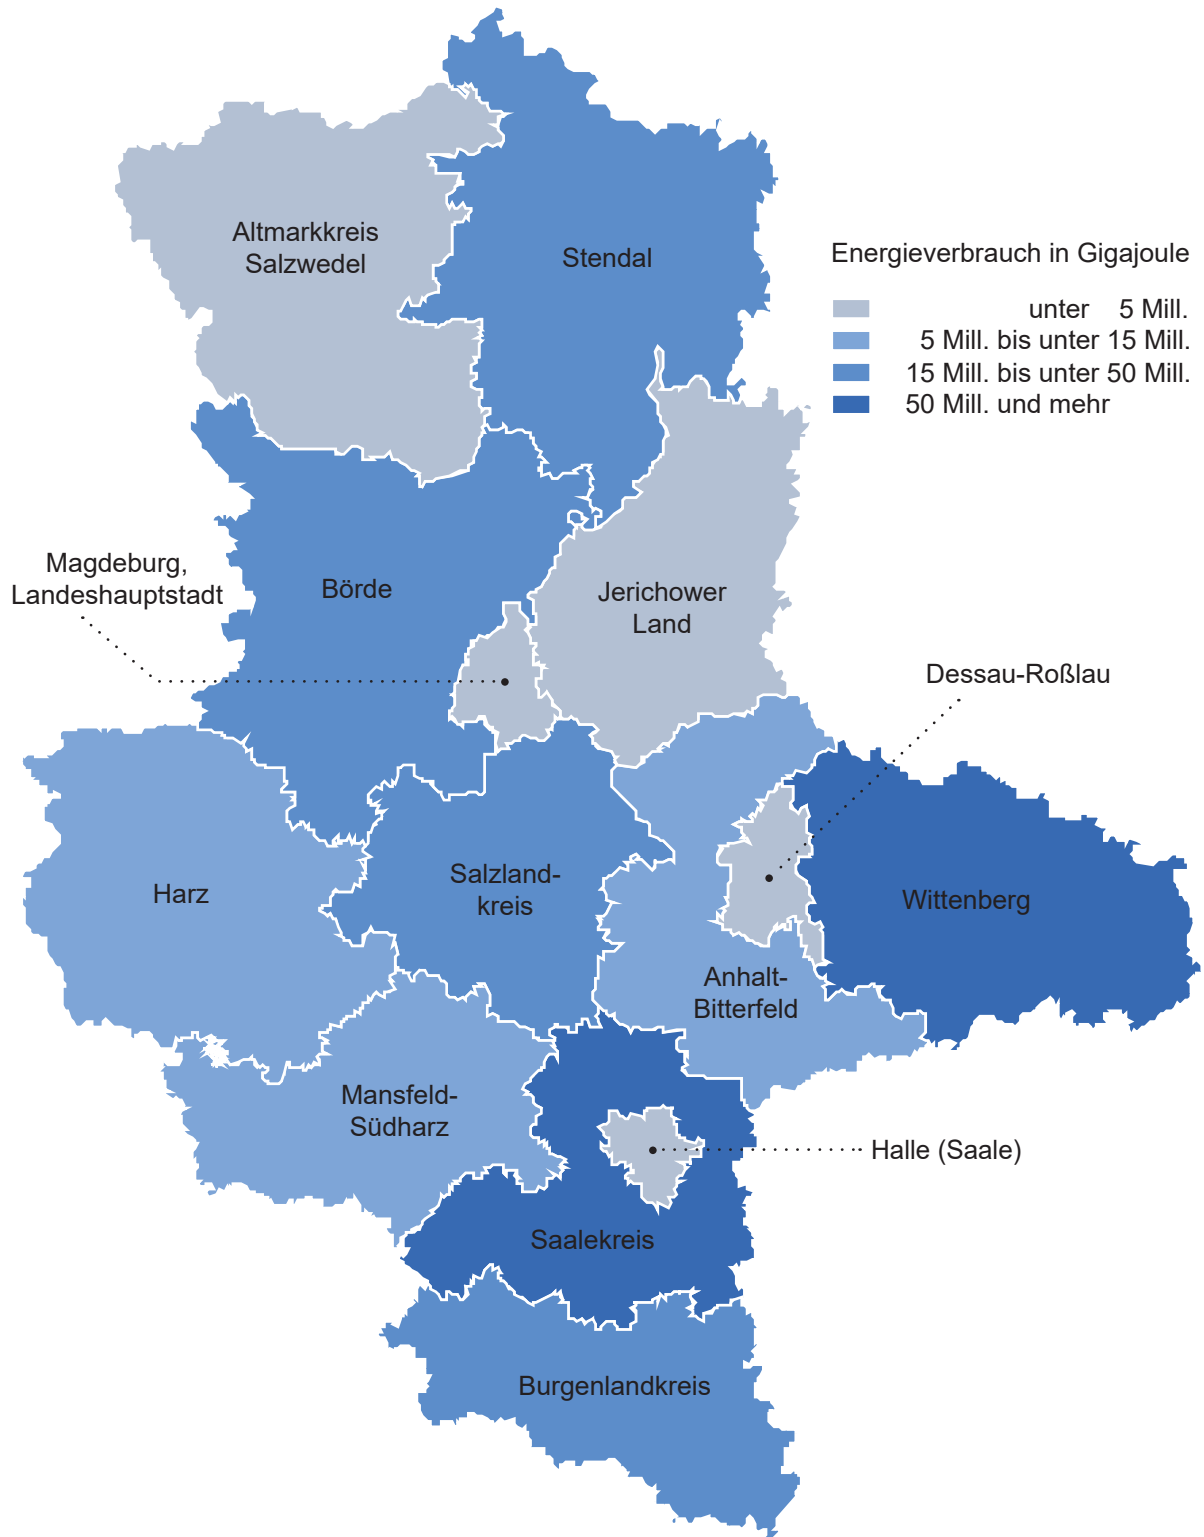 Altmarkkreis
Salzwedel
Stendal
Energieverbrauch in Gigajoule
unter 5 Mill.
5 Mill. bis unter 15 Mill.
15 Mill. bis unter 50 Mill.
50 Mill. und mehr
Magdeburg,
Landeshauptstadt
Börde
Jerichower
Land
Dessau-Roßlau
Harz
Salzland-
kreis
Wittenberg
Anhalt-
Bitterfeld
Mansfeld-
Südharz
Halle (Saale)
Saalekreis
Burgenlandkreis